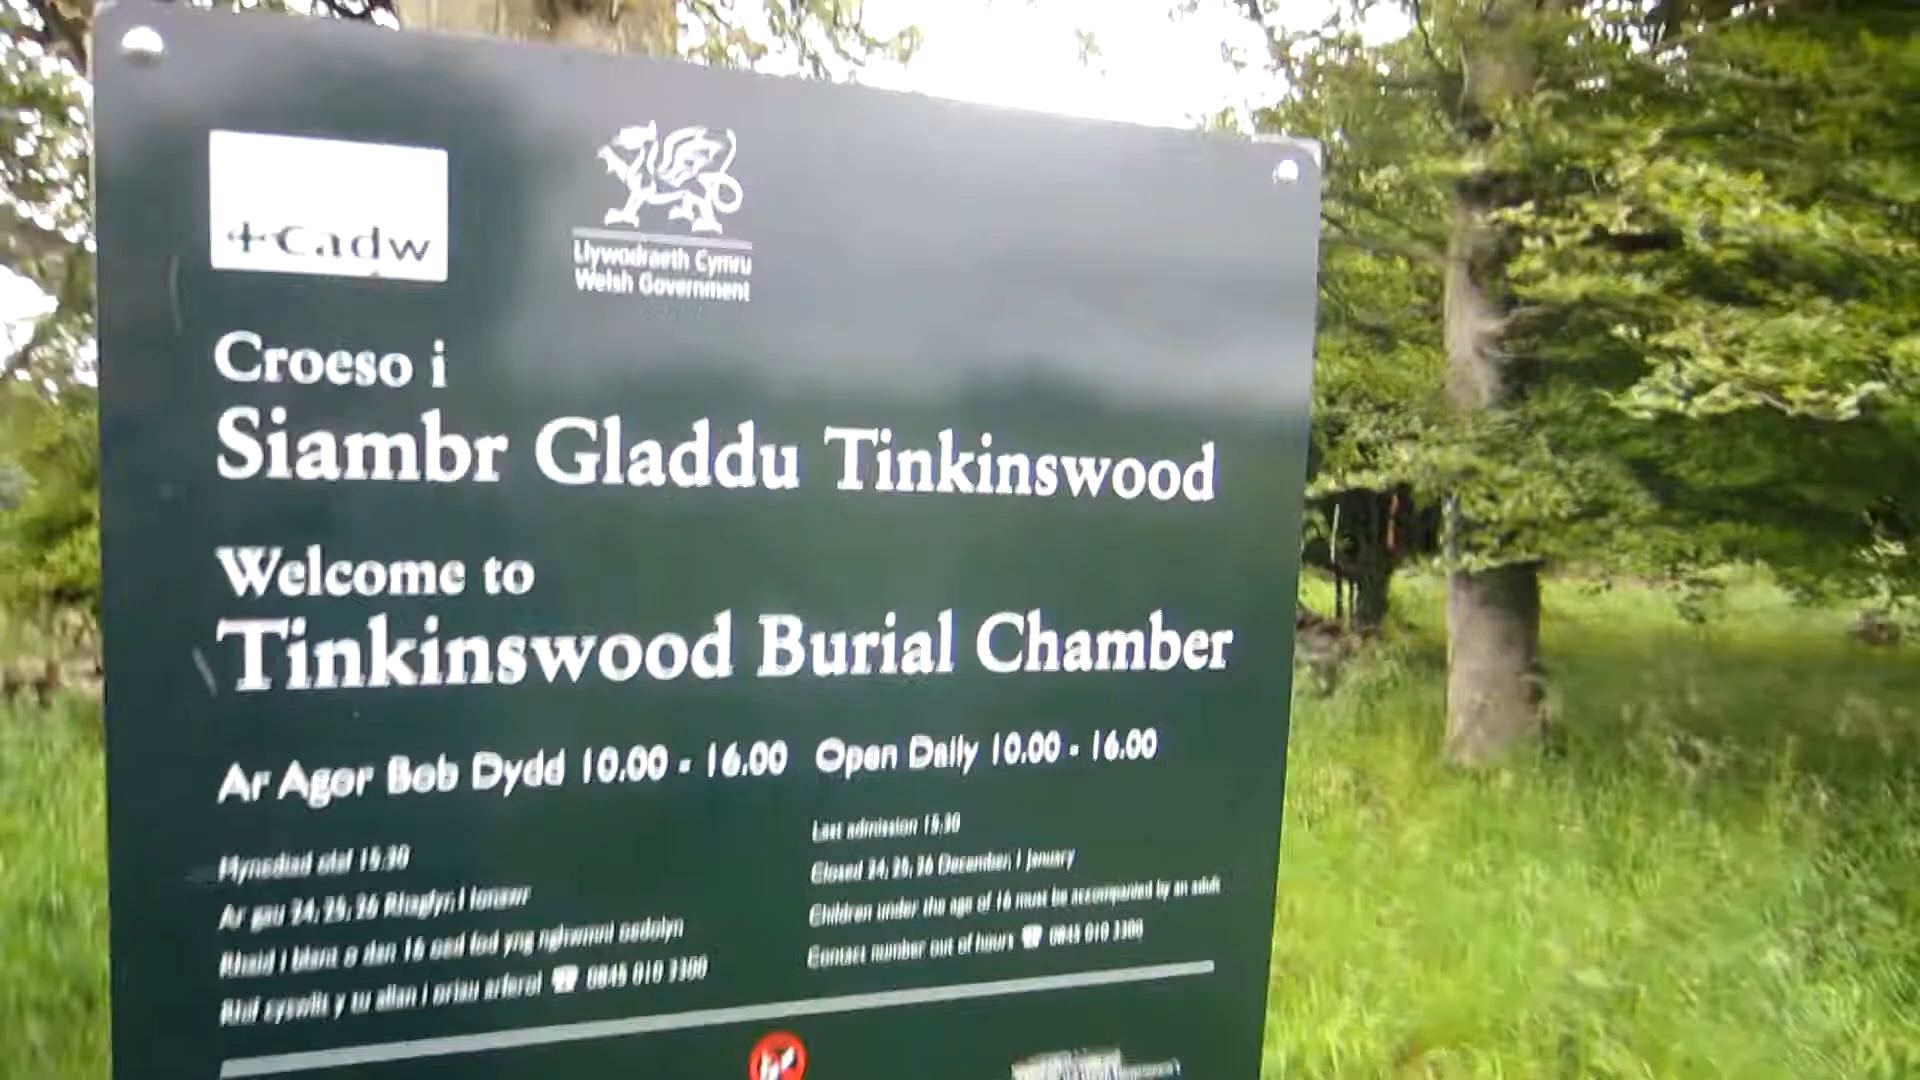 Cadw
Llywodraeth Cymru
Welsh Government
Croeso i
Siambr Gladdu Tinkinswood
Welcome to
Tinkinswood Burial Chamber
Ar Agor Bob Dydd 10.00 - 16.00
Open Daily 10.00 - 16.00
Mynediad olaf 15.30
Ar gau 24, 25, 26 Rhagfyr, 1 Ionawr
Rhaid i blant o dan 16 oed fod yng nghwmni oedolyn
Rhif cyswllt y tu allan i oriau arferol 0845 010 3300
Last admission 15.30
Closed 24, 25, 26 December, 1 January
Children under the age of 16 must be accompanied by an adult
Contact number out of hours 0845 010 3300